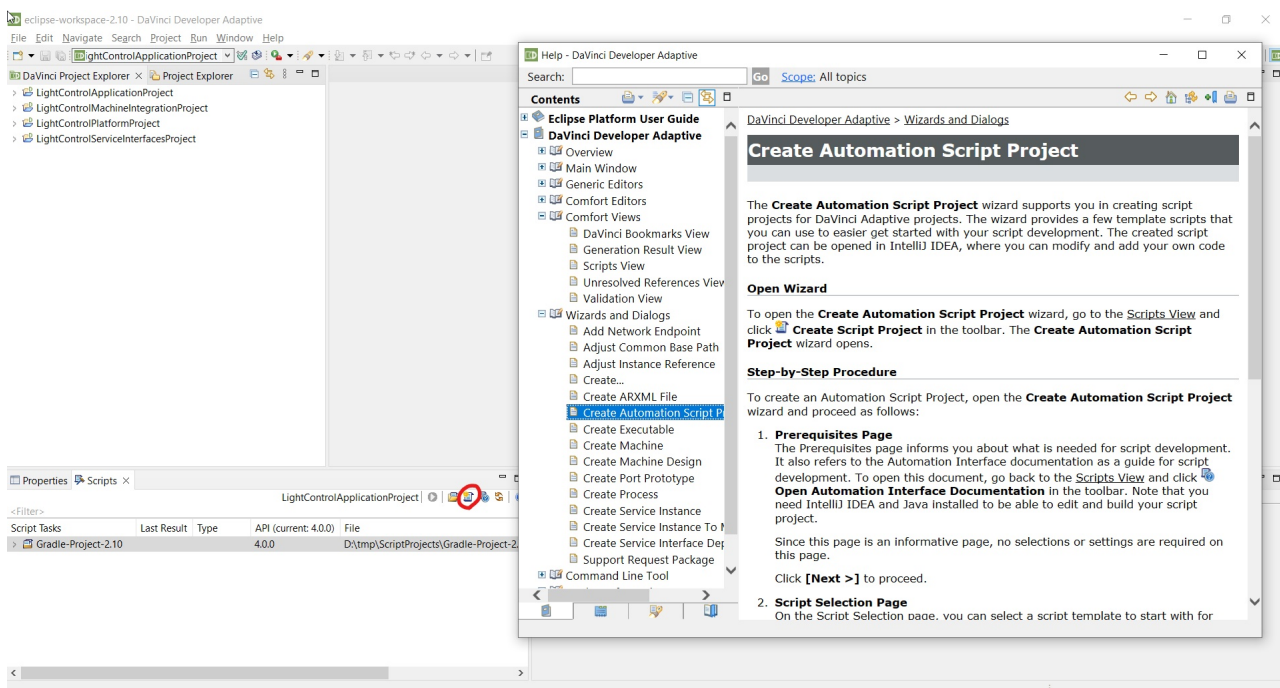 eclipse-workspace-2.10 - DaVinci Developer Adaptive
File Edit Navigate Search Project Run Window Help
ightControlApplicationProject
DaVinci Project Explorer
Project Explorer
LightControlApplicationProject
LightControlMachineIntegrationProject
LightControlPlatformProject
LightControlServiceInterfacesProject
Properties
Scripts
LightControlApplicationProject
<Filter>
Script Tasks Last Result Type API (current: 4.0.0) File
Gradle-Project-2.10 4.0.0 D:\tmp\ScriptProjects\Gradle-Project-2.
Help - DaVinci Developer Adaptive
Search: Go Scope: All topics
Contents
Eclipse Platform User Guide
DaVinci Developer Adaptive
Overview
Main Window
Generic Editors
Comfort Editors
Comfort Views
DaVinci Bookmarks View
Generation Result View
Scripts View
Unresolved References View
Validation View
Wizards and Dialogs
Add Network Endpoint
Adjust Common Base Path
Adjust Instance Reference
Create...
Create ARXML File
Create Automation Script P
Create Executable
Create Machine
Create Machine Design
Create Port Prototype
Create Process
Create Service Instance
Create Service Instance To M
Create Service Interface Dep
Support Request Package
Command Line Tool
DaVinci Developer Adaptive > Wizards and Dialogs
Create Automation Script Project
The Create Automation Script Project wizard supports you in creating script
projects for DaVinci Adaptive projects. The wizard provides a few template scripts that
you can use to easier get started with your script development. The created script
project can be opened in IntelliJ IDEA, where you can modify and add your own code
to the scripts.
Open Wizard
To open the Create Automation Script Project wizard, go to the Scripts View and
click Create Script Project in the toolbar. The Create Automation Script
Project wizard opens.
Step-by-Step Procedure
To create an Automation Script Project, open the Create Automation Script Project
wizard and proceed as follows:
1. Prerequisites Page
The Prerequisites page informs you about what is needed for script development.
It also refers to the Automation Interface documentation as a guide for script
development. To open this document, go back to the Scripts View and click
Open Automation Interface Documentation in the toolbar. Note that you
need IntelliJ IDEA and Java installed to be able to edit and build your script
project.
Since this page is an informative page, no selections or settings are required on
this page.
Click [Next >] to proceed.
2. Script Selection Page
On the Script Selection page, you can select a script template to start with for